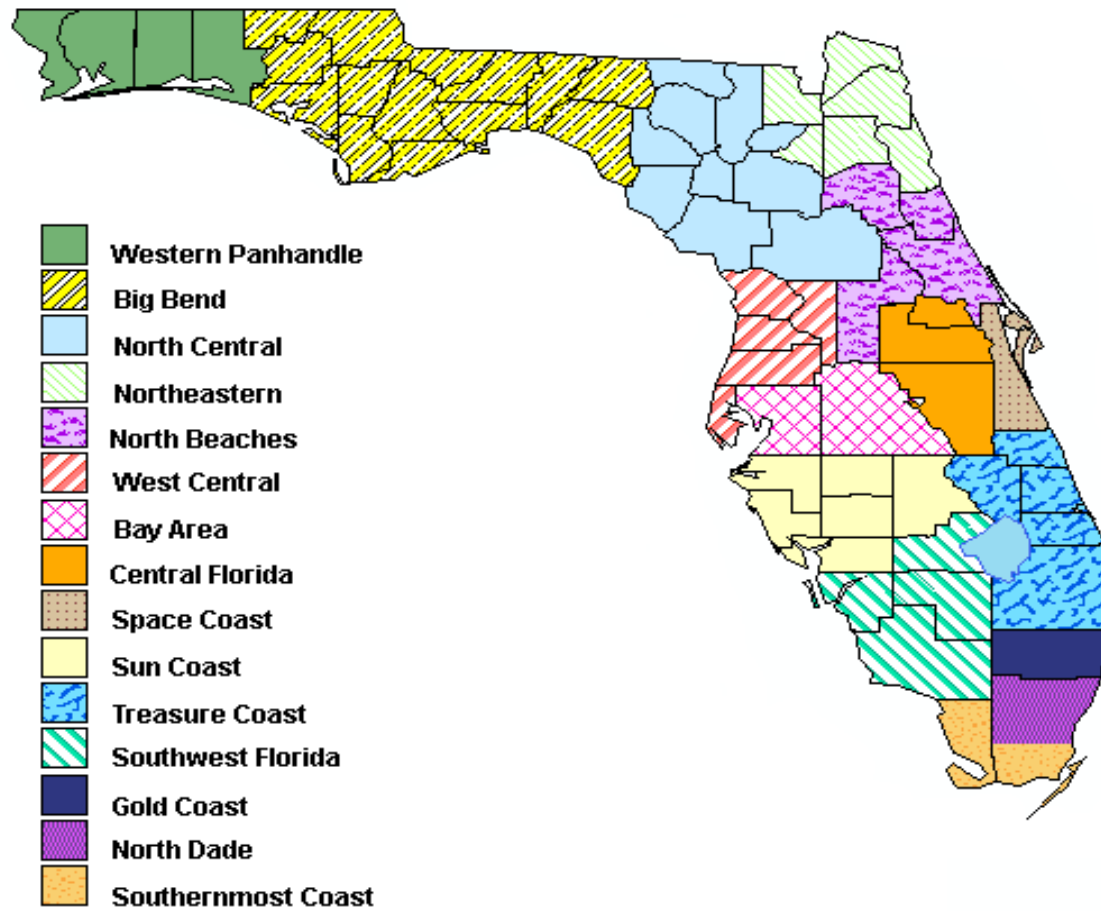 Western Panhandle
Big Bend
North Central
Northeastern
North Beaches
West Central
Bay Area
Central Florida
Space Coast
Sun Coast
Treasure Coast
Southwest Florida
Gold Coast
North Dade
Southernmost Coast